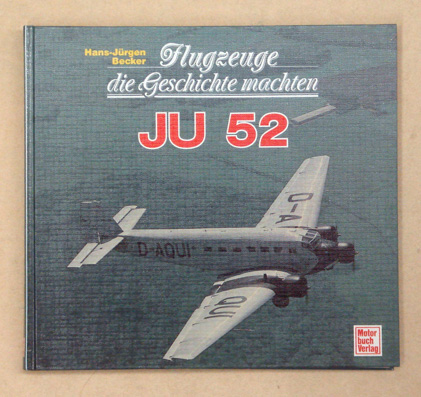 Hans-Jürgen
Becker
Flugzeuge
die Geschichte machten
JU 52
D-A
D-AQUI
QUI
Motor
buch
Verlag